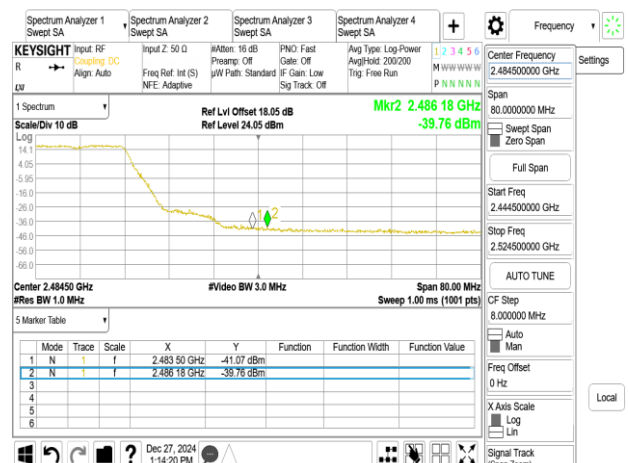 Spectrum Analyzer 1 Spectrum Analyzer 2 Spectrum Analyzer 3 Spectrum Analyzer 4 + Frequency
Swept SA Swept SA Swept SA Swept SA
KEYSIGHT Input: RF Input Z: 50 Ω #Atten: 16 dB PNO: Fast Avg Type: Log-Power 1 2 3 4 5 6
R Coupling: DC Preamp: Off Gate: Off Avg|Hold: 200/200 M W W W W W
Align: Auto Freq Ref: Int (S) µW Path: Standard IF Gain: Low Trig: Free Run
NFE: Adaptive Sig Track: Off P N N N N N
LXI
Center Frequency Settings
2.484500000 GHz
Span
80.0000000 MHz
Swept Span
Zero Span
Full Span
Start Freq
2.444500000 GHz
Stop Freq
2.524500000 GHz
AUTO TUNE
CF Step
8.000000 MHz
Auto
Man
Freq Offset
0 Hz
X Axis Scale
Log
Lin
Signal Track
(Span Zoom)
Local
1 Spectrum
Ref Lvl Offset 18.05 dB Mkr2 2.486 18 GHz
Scale/Div 10 dB Ref Level 24.05 dBm -39.76 dBm
Log
14.1
4.05
-5.95
-16.0
-26.0
-36.0
-46.0
-56.0
-66.0
1 2
Center 2.48450 GHz #Video BW 3.0 MHz Span 80.00 MHz
#Res BW 1.0 MHz Sweep 1.00 ms (1001 pts)
5 Marker Table
Mode Trace Scale X Y Function Function Width Function Value
1 N 1 f 2.483 50 GHz -41.07 dBm
2 N 1 f 2.486 18 GHz -39.76 dBm
3
4
5
6
? Dec 27, 2024
1:14:20 PM